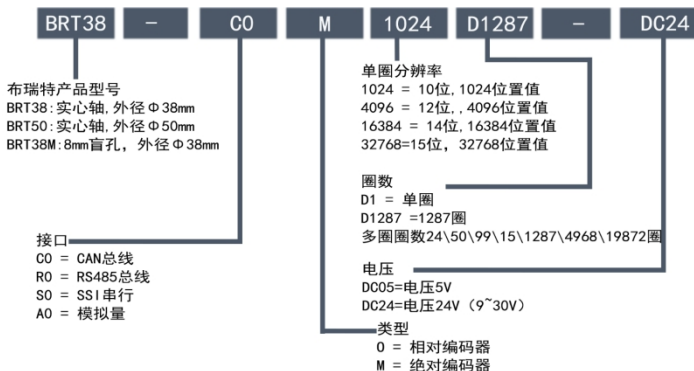 BRT38 - CO M 1024 D1287 - DC24
布瑞特产品型号
BRT38:实心轴,外径Φ38mm
BRT50:实心轴,外径Φ50mm
BRT38M:8mm盲孔，外径Φ38mm
单圈分辨率
1024 = 10位,,1024位置值
4096 = 12位,,4096位置值
16384 = 14位,16384位置值
32768=15位，32768位置值
圈数
D1 = 单圈
D1287 =1287圈
多圈圈数24\50\99\15\1287\4968\19872圈
接口
CO = CAN总线
RO = RS485总线
SO = SSI串行
AO = 模拟量
电压
DC05=电压5V
DC24=电压24V（9~30V）
类型
O = 相对编码器
M = 绝对编码器